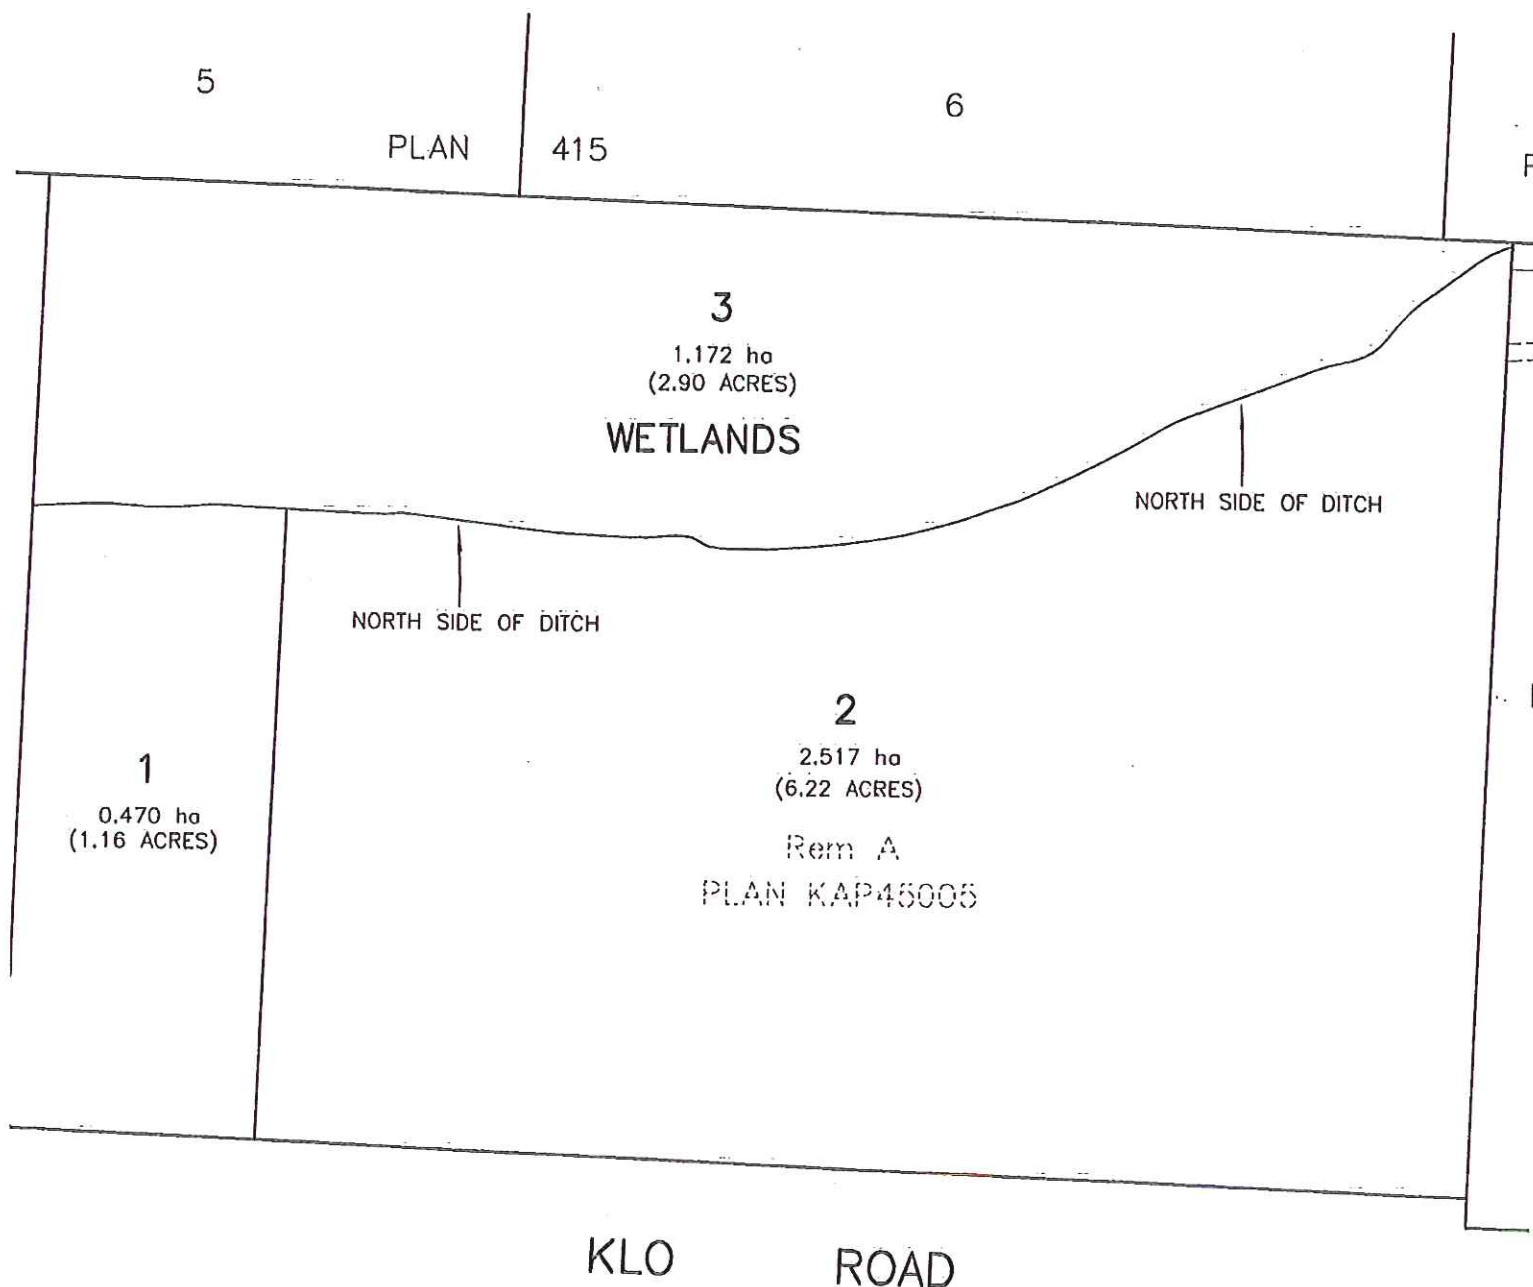 5
6
PLAN 415
3
1.172 ha
(2.90 ACRES)
WETLANDS
NORTH SIDE OF DITCH
NORTH SIDE OF DITCH
2
2.517 ha
(6.22 ACRES)
1
0.470 ha
(1.16 ACRES)
Rem A
PLAN KAP45005
KLO ROAD